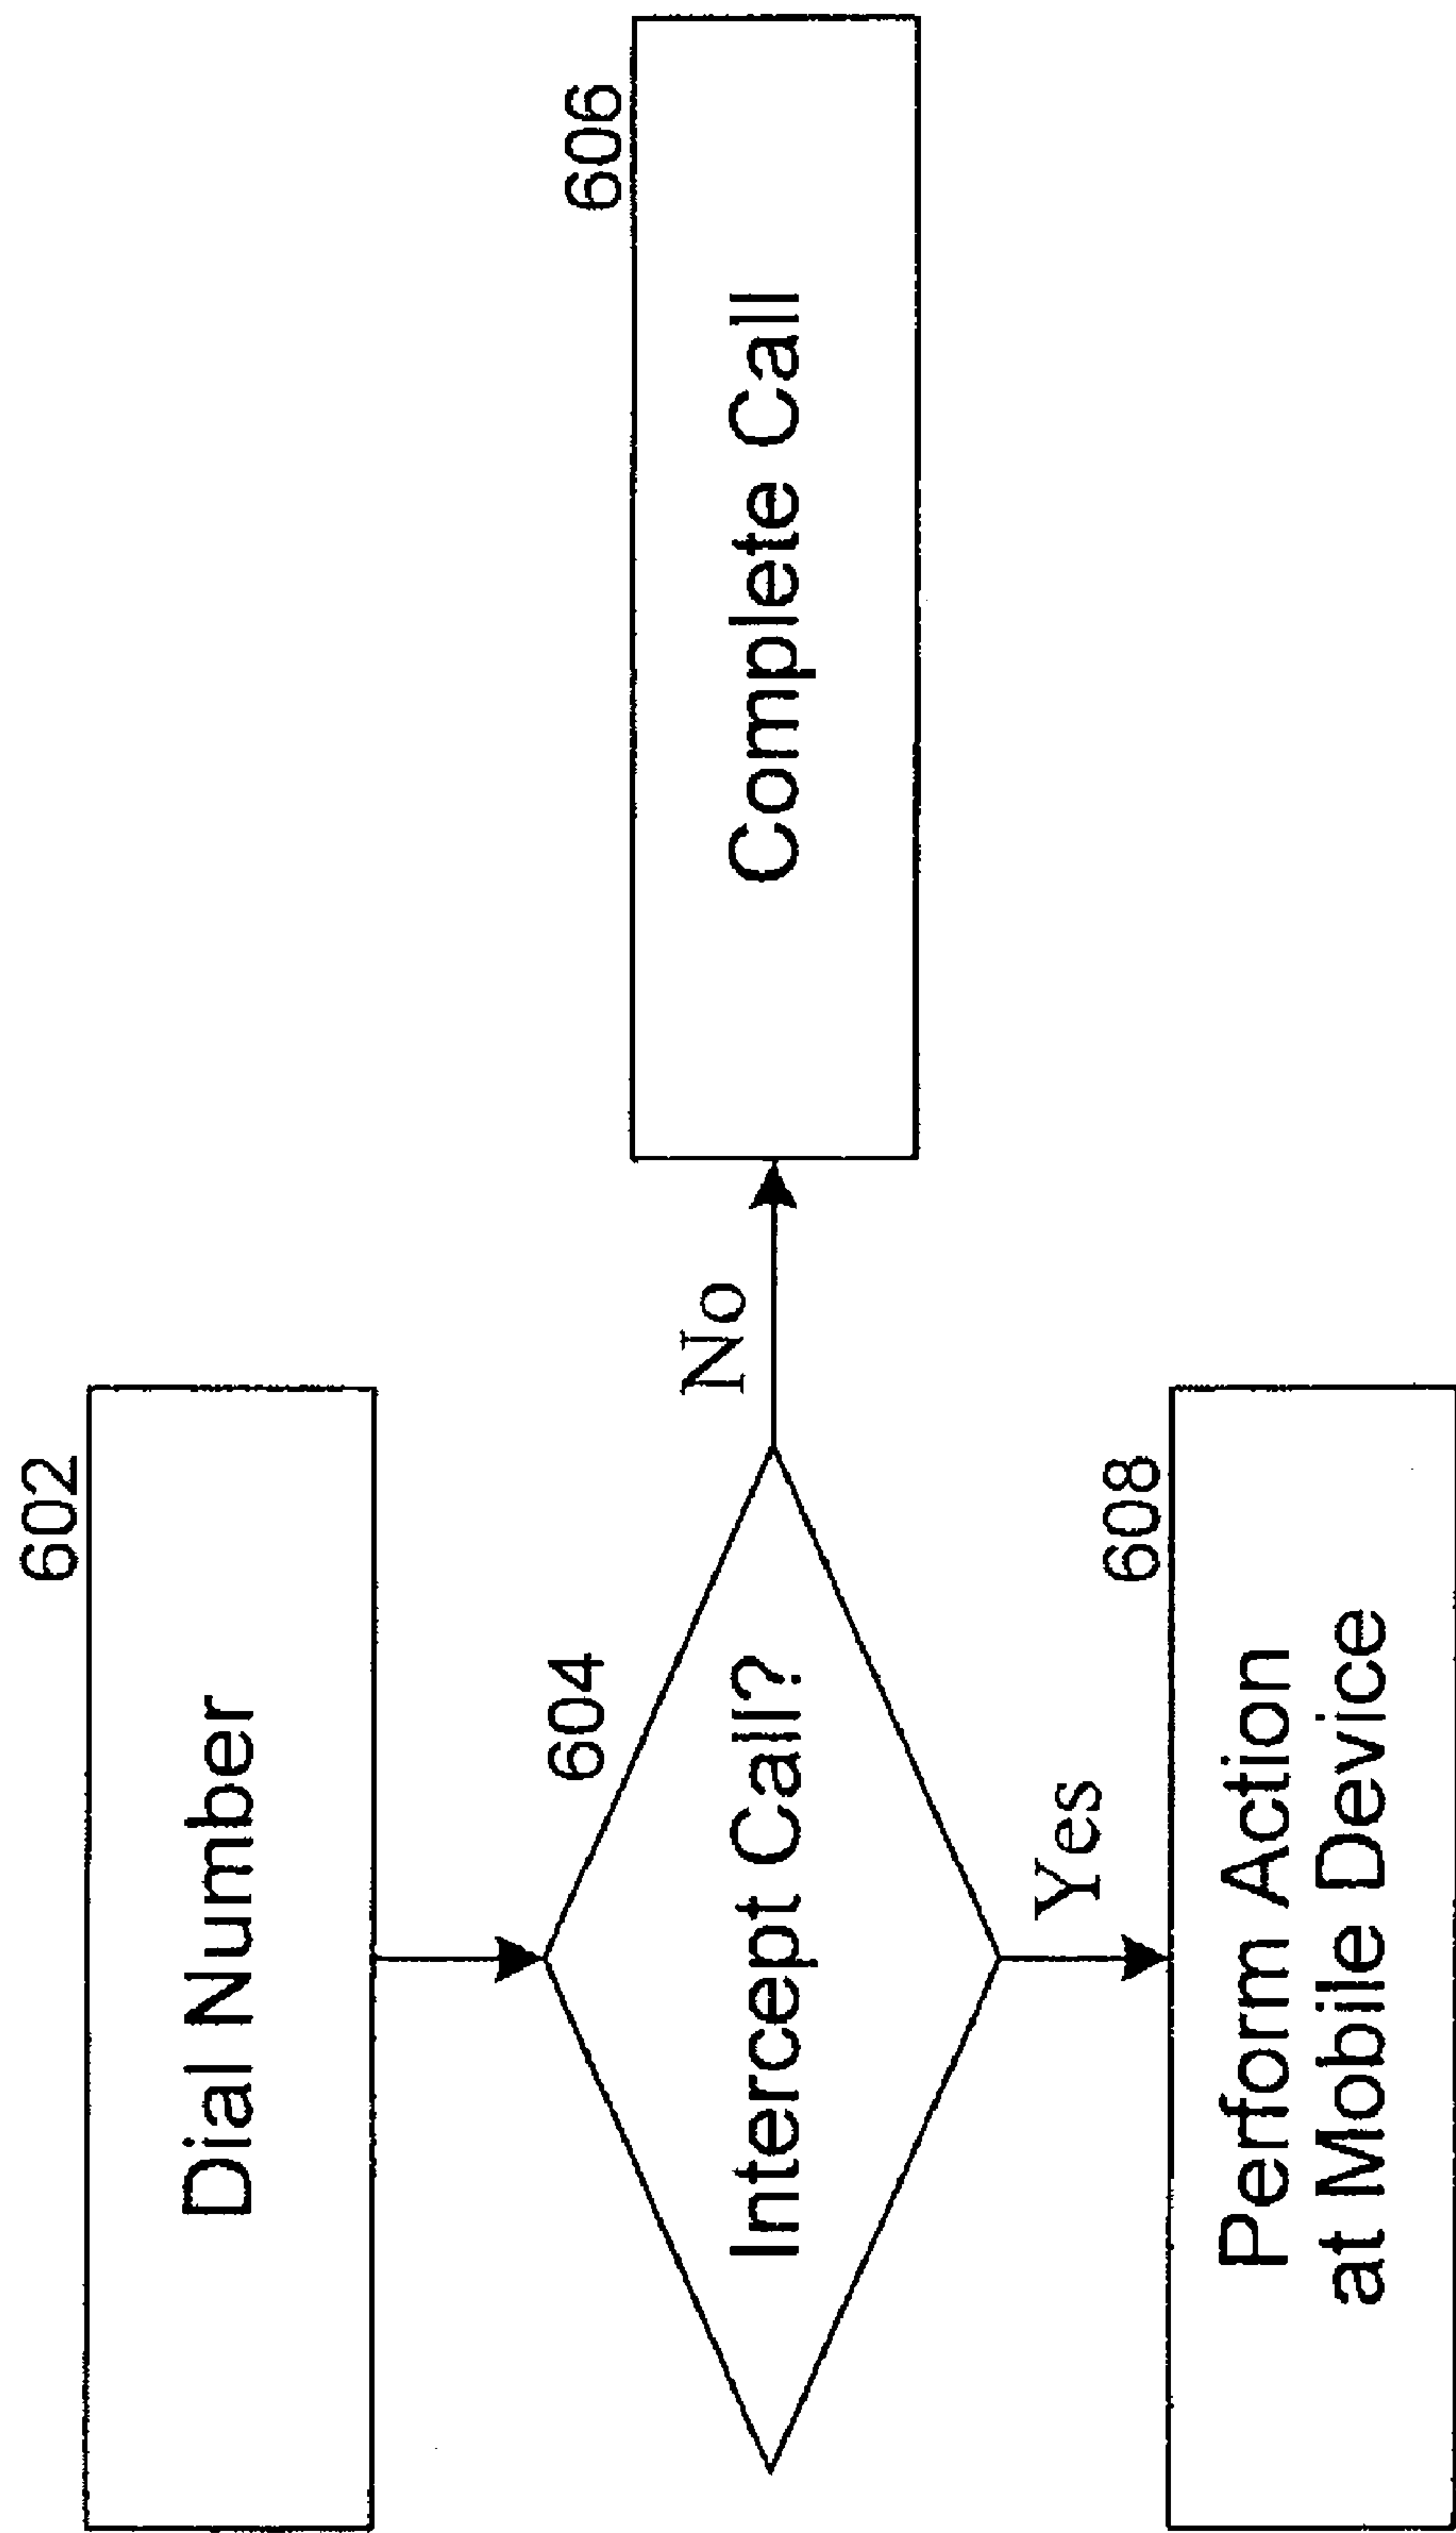 602
Dial Number
604
Intercept Call?
No
606
Complete Call
Yes
608
Perform Action
at Mobile Device